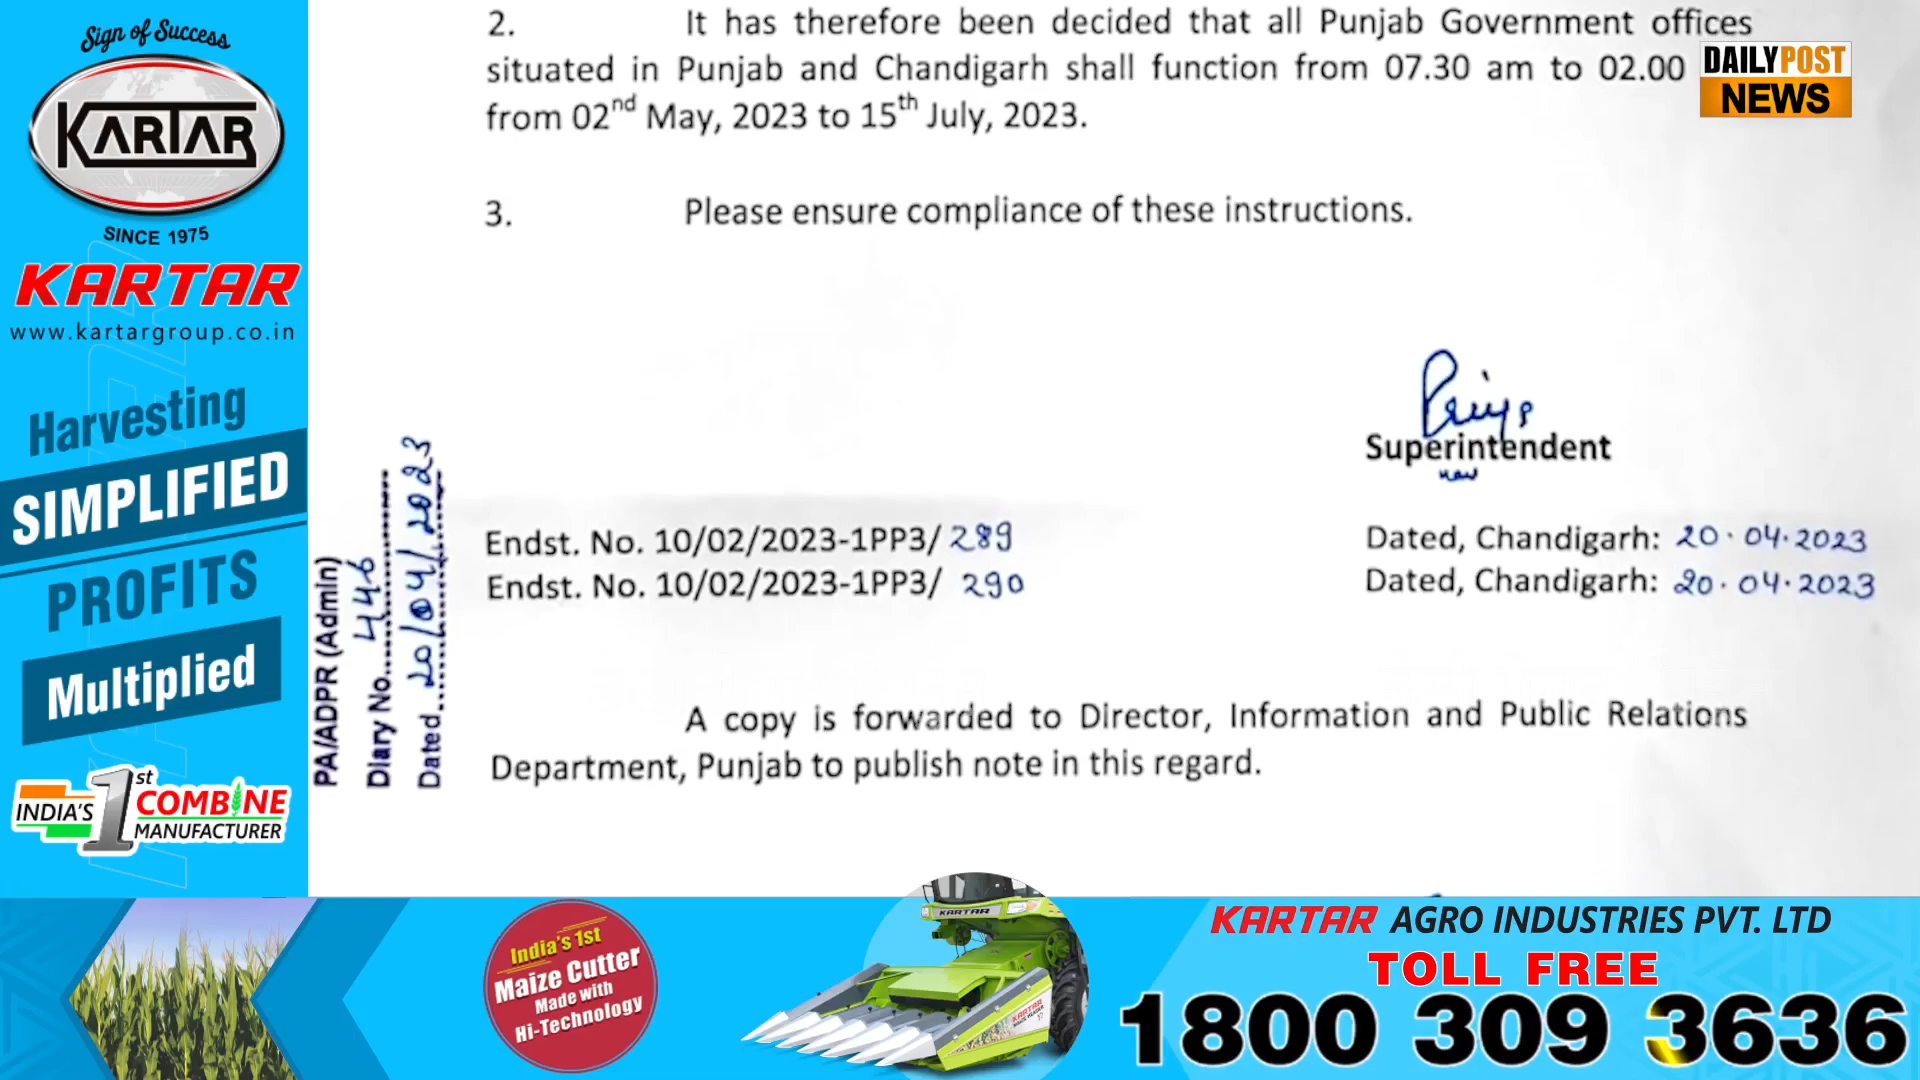 Sign of Success
KARTAR
SINCE 1975
KARTAR
www.kartargroup.co.in
Harvesting
SIMPLIFIED
PROFITS
Multiplied
INDIA'S 1st COMBINE
MANUFACTURER
2. It has therefore been decided that all Punjab Government offices
situated in Punjab and Chandigarh shall function from 07.30 am to 02.00
from 02nd May, 2023 to 15th July, 2023.
DAILYPOST
NEWS
3. Please ensure compliance of these instructions.
Superintendent
Endst. No. 10/02/2023-1PP3/ 289 Dated, Chandigarh: 20.04.2023
Endst. No. 10/02/2023-1PP3/ 290 Dated, Chandigarh: 20.04.2023
PA/ADPR (Admin)
Diary No. 446
Dated 20/04/2023
A copy is forwarded to Director, Information and Public Relations
Department, Punjab to publish note in this regard.
India's 1st
Maize Cutter
Made with
Hi-Technology
KARTAR
KARTAR
KARTAR AGRO INDUSTRIES PVT. LTD
TOLL FREE
1800 309 3636